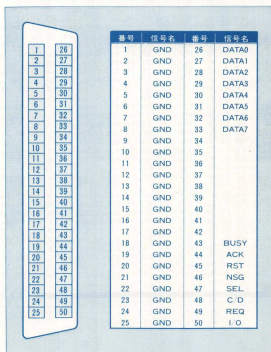 1 26
2 27
3 28
4 29
5 30
6 31
7 32
8 33
9 34
10 35
11 36
12 37
13 38
14 39
15 40
16 41
17 42
18 43
19 44
20 45
21 46
22 47
23 48
24 49
25 50
番号 信号名 番号 信号名
1 GND 26 DATA0
2 GND 27 DATA1
3 GND 28 DATA2
4 GND 29 DATA3
5 GND 30 DATA4
6 GND 31 DATA5
7 GND 32 DATA6
8 GND 33 DATA7
9 GND 34
10 GND 35
11 GND 36
12 GND 37
13 GND 38
14 GND 39
15 GND 40
16 GND 41
17 GND 42
18 GND 43 BUSY
19 GND 44 ACK
20 GND 45 RST
21 GND 46 NSG
22 GND 47 SEL
23 GND 48 C/D
24 GND 49 REQ
25 GND 50 I/O